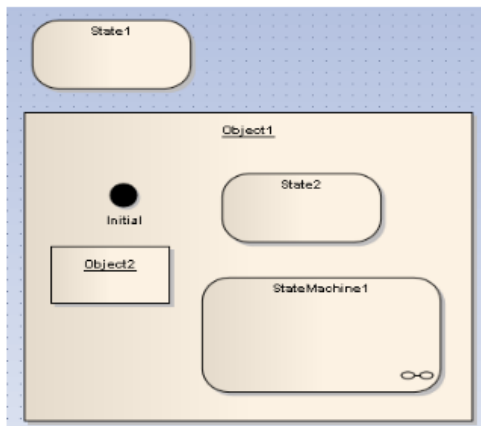 State1
Object1
Initial
State2
Object2
StateMachine1